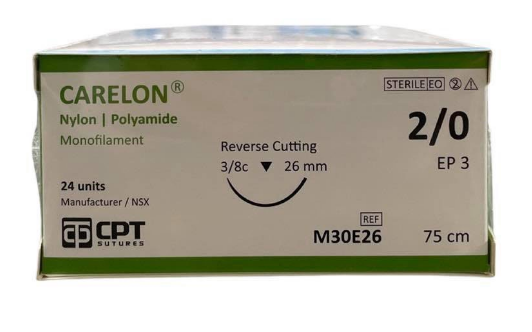 CARELON®
Nylon | Polyamide
Monofilament
24 units
Manufacturer / NSX
CPT
SUTURES
Reverse Cutting
3/8c ▼ 26 mm
STERILE EO
2/0
EP 3
REF
M30E26 75 cm